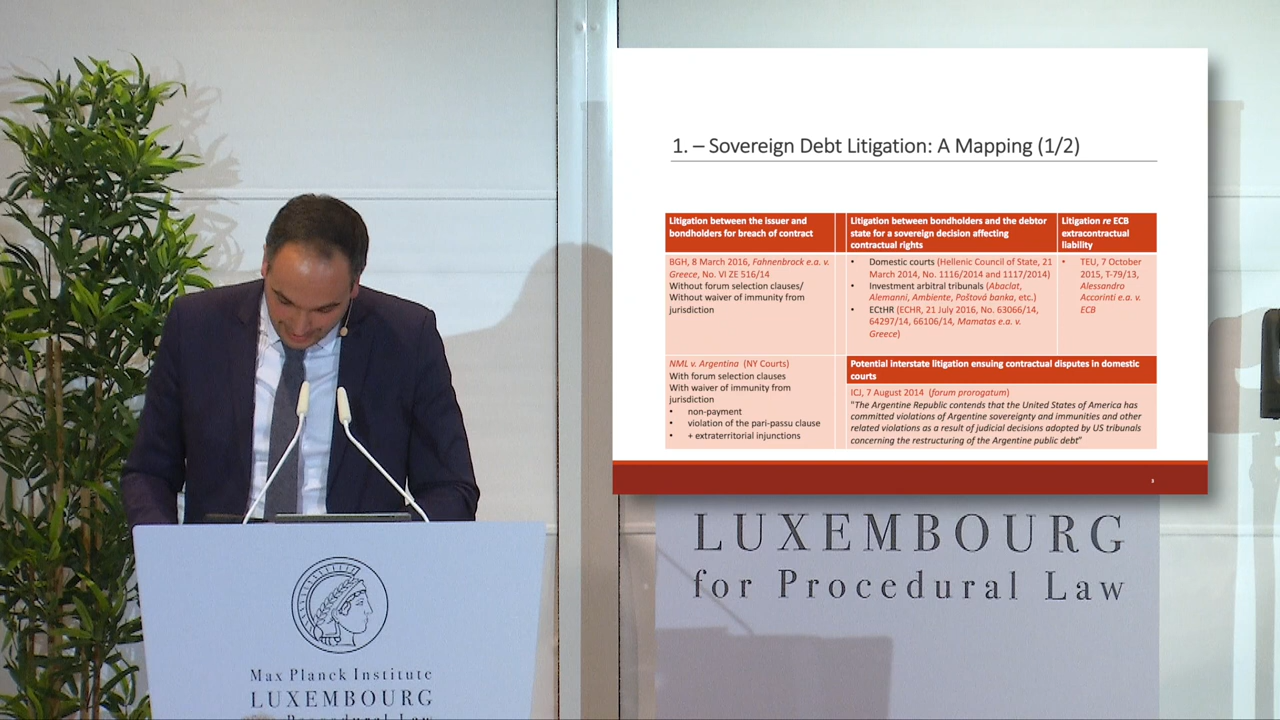 1. – Sovereign Debt Litigation: A Mapping (1/2)
Litigation between the issuer and
bondholders for breach of contract
Litigation between bondholders and the debtor
state for a sovereign decision affecting
contractual rights
Litigation re ECB
extracontractual
liability
BGH, 8 March 2016, Fahnenbrock e.a. v.
Greece, No. VI ZE 516/14
Without forum selection clauses/
Without waiver of immunity from
jurisdiction
• Domestic courts (Hellenic Council of State, 21
March 2014, No. 1116/2014 and 1117/2014)
• Investment arbitral tribunals (Abaclat,
Alemanni, Ambiente, Poštová banka, etc.)
• ECtHR (ECHR, 21 July 2016, No. 63066/14,
64297/14, 66106/14, Mamatas e.a. v.
Greece)
• TEU, 7 October
2015, T-79/13,
Alessandro
Accorinti e.a. v.
ECB
NML v. Argentina (NY Courts)
With forum selection clauses
With waiver of immunity from
jurisdiction
• non-payment
• violation of the pari-passu clause
• + extraterritorial injunctions
Potential interstate litigation ensuing contractual disputes in domestic
courts
ICJ, 7 August 2014 (forum prorogatum)
"The Argentine Republic contends that the United States of America has
committed violations of Argentine sovereignty and immunities and other
related violations as a result of judicial decisions adopted by US tribunals
concerning the restructuring of the Argentine public debt"
3
LUXEMBOURG
for Procedural Law
Max Planck Institute
LUXEMBOURG
for Procedural Law